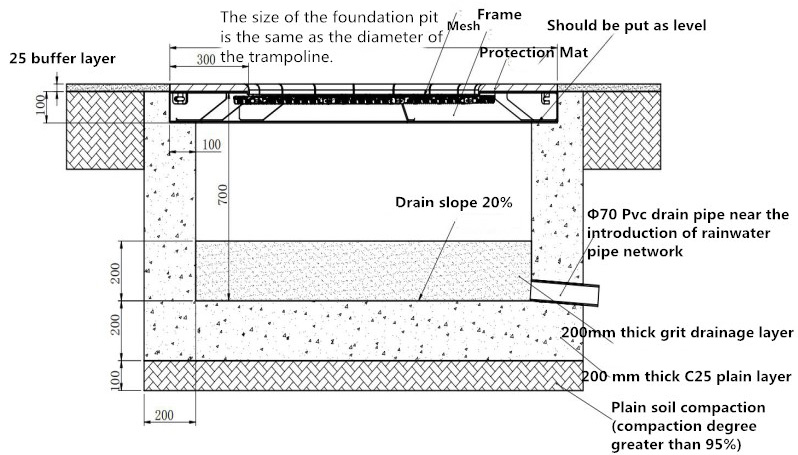 The size of the foundation pit
is the same as the diameter of
the trampoline.
Mesh
Frame
Should be put as level
Protection Mat
25 buffer layer
300
100
100
700
Drain slope 20%
Φ70 Pvc drain pipe near the
introduction of rainwater
pipe network
200
200
100
200
200mm thick grit drainage layer
200 mm thick C25 plain layer
Plain soil compaction
(compaction degree
greater than 95%)